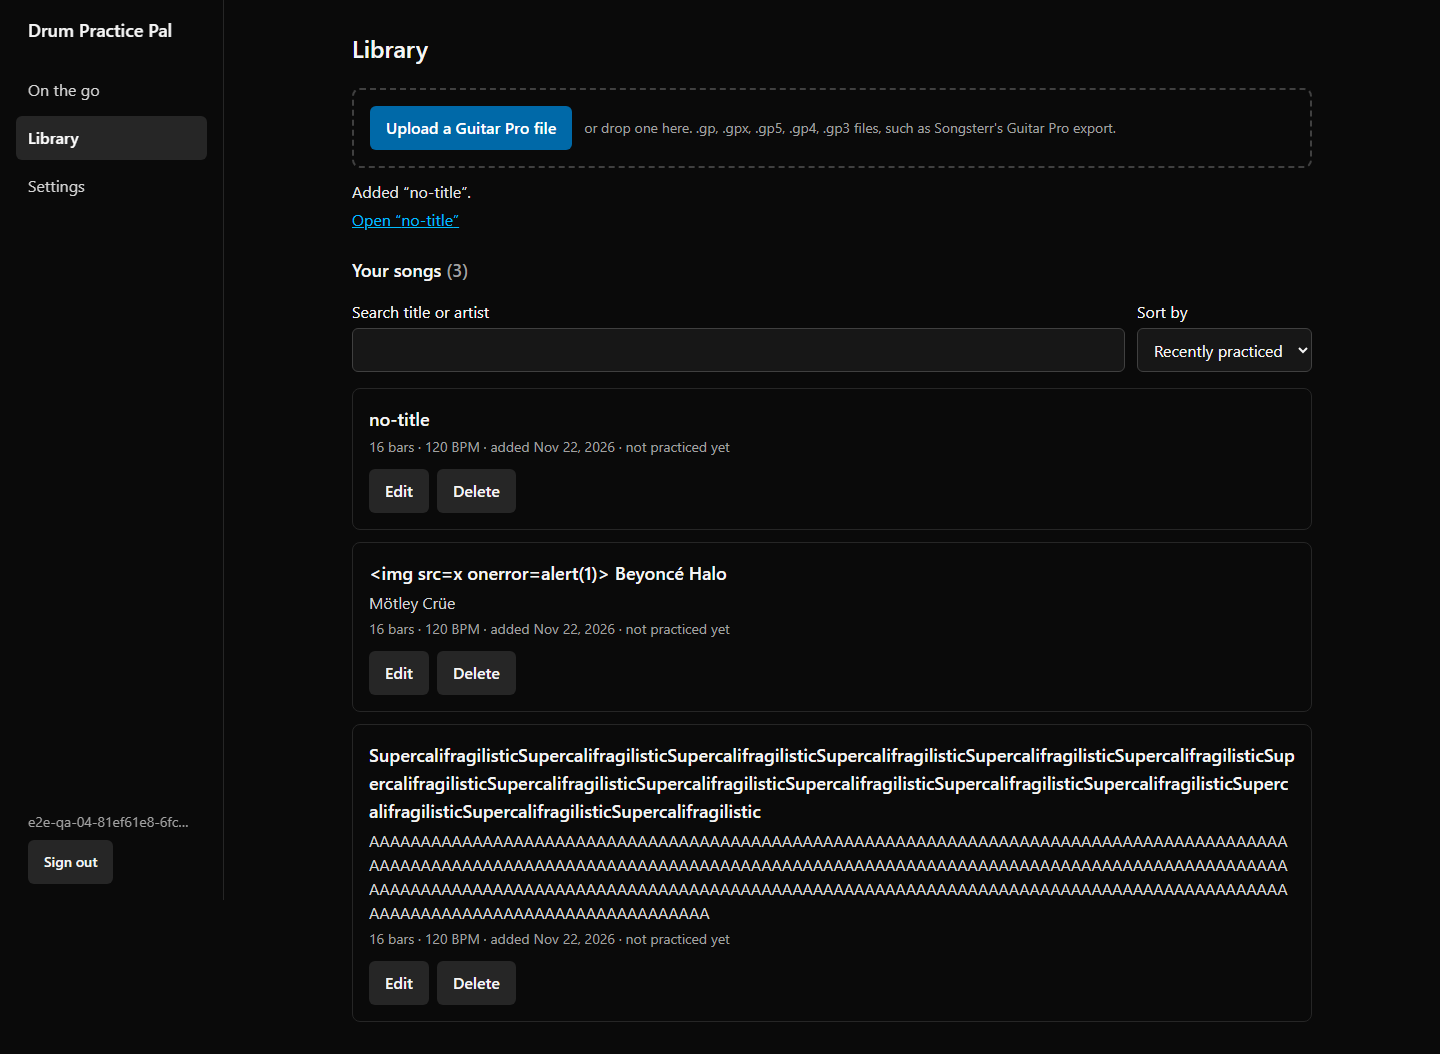 Drum Practice Pal
On the go
Library
Settings
e2e-qa-04-81ef61e8-6fc...
Sign out
Library
Upload a Guitar Pro file or drop one here. .gp, .gpx, .gp5, .gp4, .gp3 files, such as Songsterr's Guitar Pro export.
Added “no-title”.
Open “no-title”
Your songs (3)
Search title or artist
Sort by
Recently practiced
no-title
16 bars · 120 BPM · added Nov 22, 2026 · not practiced yet
Edit Delete
<img src=x onerror=alert(1)> Beyoncé Halo
Mötley Crüe
16 bars · 120 BPM · added Nov 22, 2026 · not practiced yet
Edit Delete
SupercalifragilisticSupercalifragilisticSupercalifragilisticSupercalifragilisticSupercalifragilisticSupercalifragilisticSup
ercalifragilisticSupercalifragilisticSupercalifragilisticSupercalifragilisticSupercalifragilisticSupercalifragilisticSuperc
alifragilisticSupercalifragilisticSupercalifragilistic
AAAAAAAAAAAAAAAAAAAAAAAAAAAAAAAAAAAAAAAAAAAAAAAAAAAAAAAAAAAAAAAAAAAAAAAAAAAAAAAAAAAAAAAAA
AAAAAAAAAAAAAAAAAAAAAAAAAAAAAAAAAAAAAAAAAAAAAAAAAAAAAAAAAAAAAAAAAAAAAAAAAAAAAAAAAAAAAAAAA
AAAAAAAAAAAAAAAAAAAAAAAAAAAAAAAAAAAAAAAAAAAAAAAAAAAAAAAAAAAAAAAAAAAAAAAAAAAAAAAAAAAAAAAAA
AAAAAAAAAAAAAAAAAAAAAAAAAAAAAAAAA
16 bars · 120 BPM · added Nov 22, 2026 · not practiced yet
Edit Delete